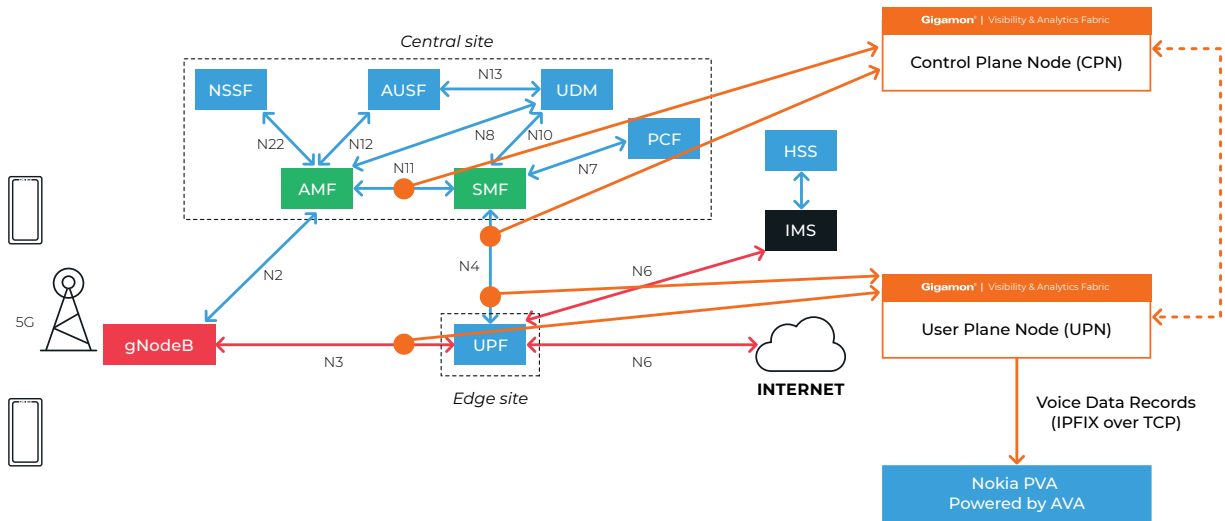 Gigamon® | Visibility & Analytics Fabric
Control Plane Node (CPN)
Central site
NSSF
AUSF
N13
UDM
N22
N12
N8
N10
PCF
N11
N7
AMF
SMF
HSS
IMS
N2
N4
N6
Gigamon® | Visibility & Analytics Fabric
User Plane Node (UPN)
5G
gNodeB
N3
UPF
N6
INTERNET
Edge site
Voice Data Records
(IPFIX over TCP)
Nokia PVA
Powered by AVA